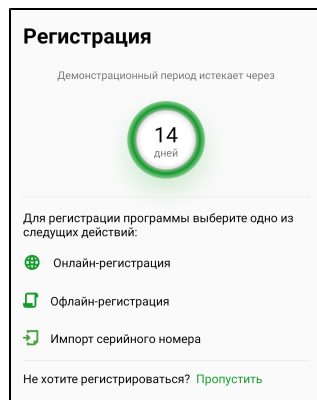 Регистрация
Демонстрационный период истекает через
14
дней
Для регистрации программы выберите одно из
следущих действий:
Онлайн-регистрация
Офлайн-регистрация
Импорт серийного номера
Не хотите регистрироваться? Пропустить